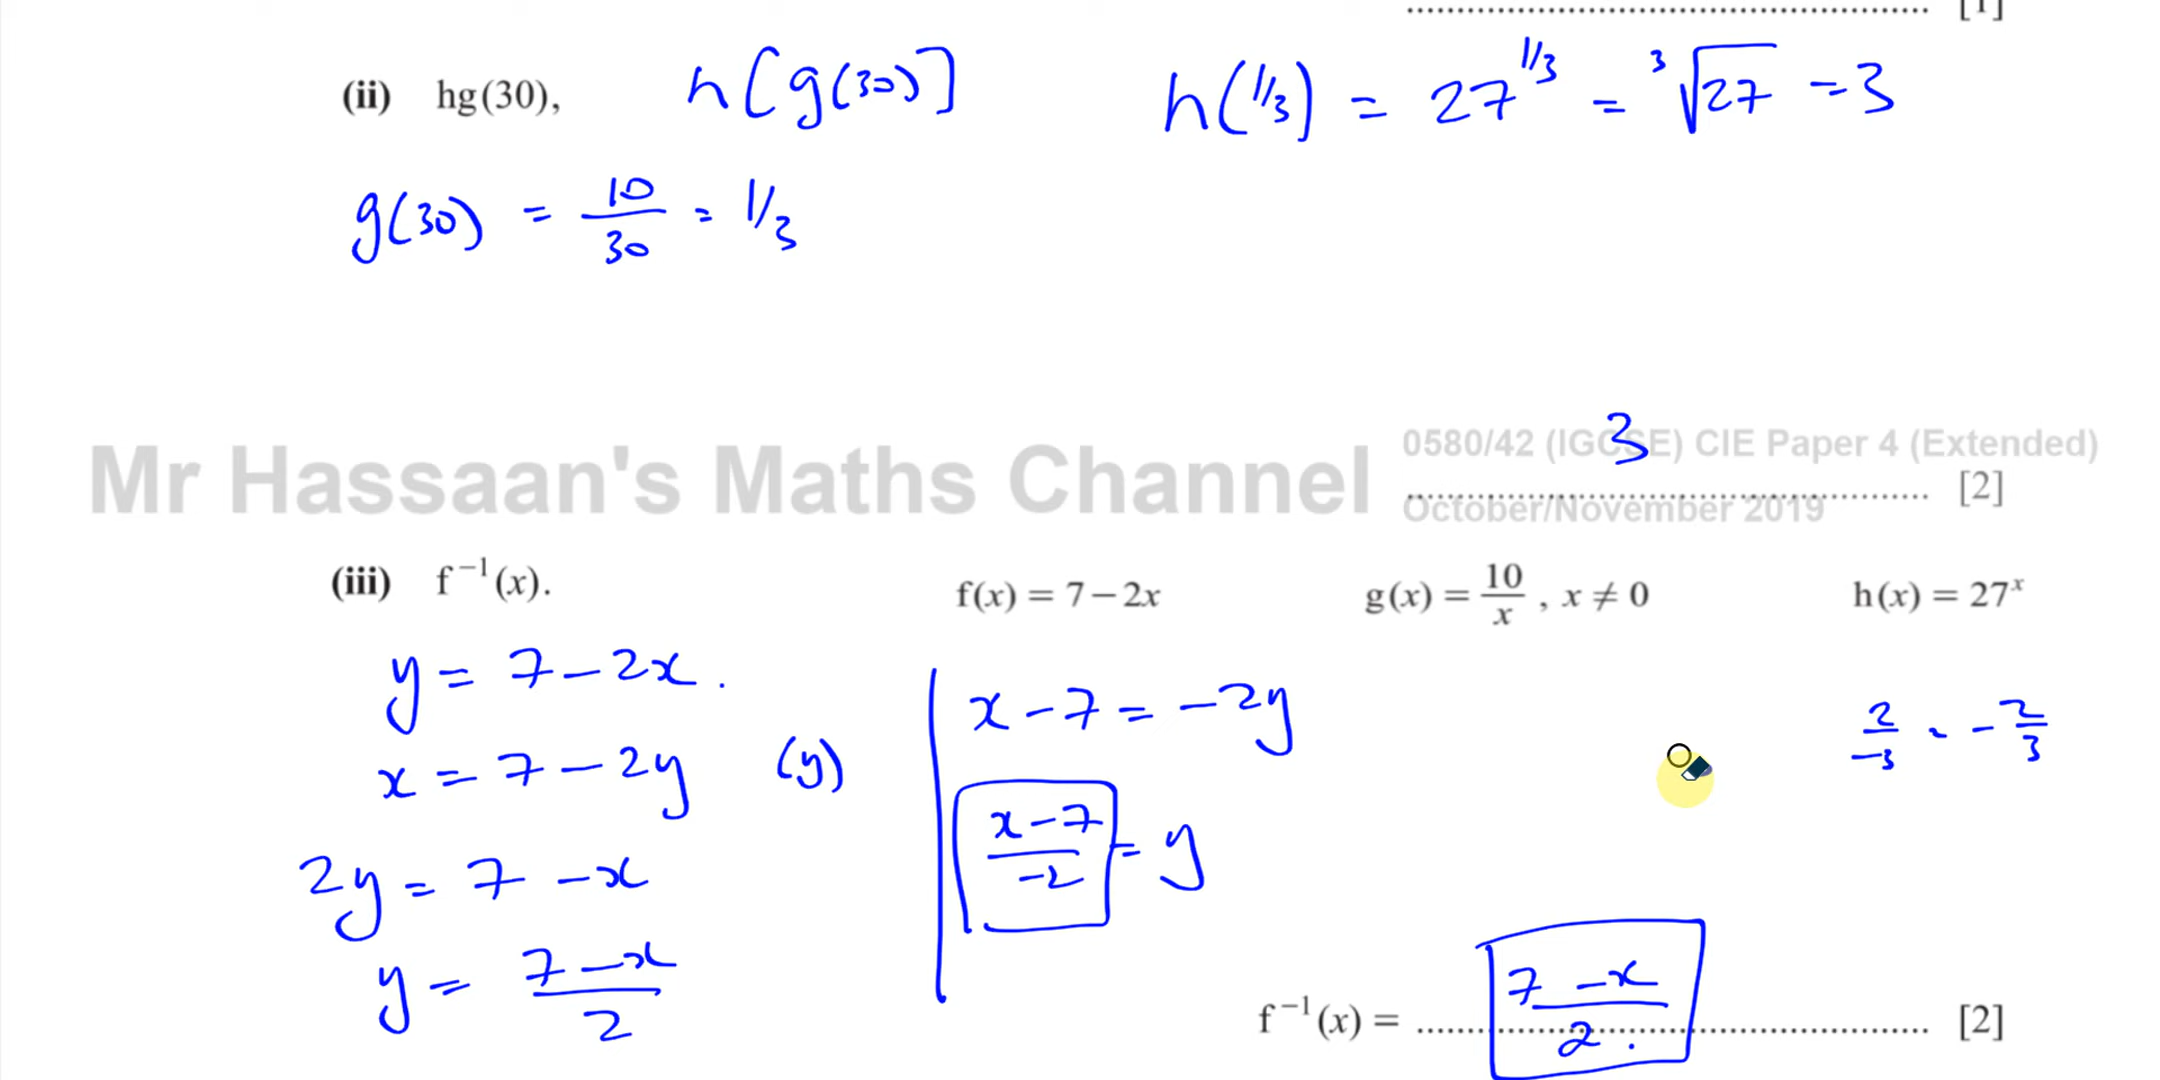 [1]
(ii) hg(30), h[g(30)] h(1/3) = 27^{1/3} = ∛27 = 3
g(30) = 10/30 = 1/3
3
Mr Hassaan's Maths Channel
0580/42 (IGCSE) CIE Paper 4 (Extended)
October/November 2019
[2]
(iii) f⁻¹(x). f(x) = 7 − 2x g(x) = 10/x , x ≠ 0 h(x) = 27ˣ
y = 7 − 2x.
x = 7 − 2y (y)
2y = 7 − x
y = (7 − x)/2
x − 7 = −2y
(x − 7)/−2 = y
2/−3 = −2/3
f⁻¹(x) = (7 − x)/2. [2]